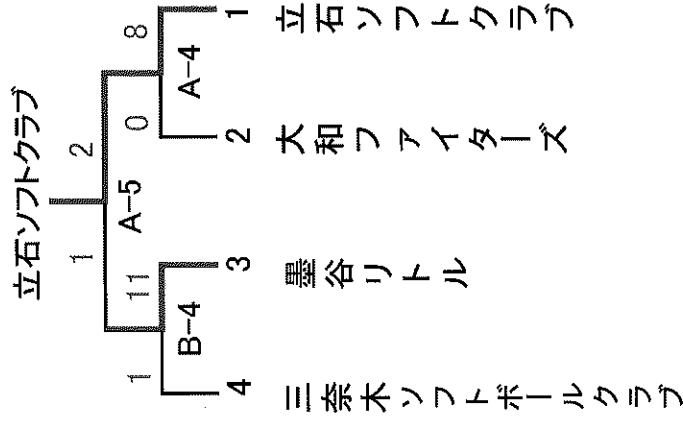 立石ソフトクラブ
1
2
A-5
1
11
0
8
B-4
A-4
4
3
2
1
三奈木ソフトボールクラブ
墨谷リトル
大和ファイターズ
立石ソフトクラブ